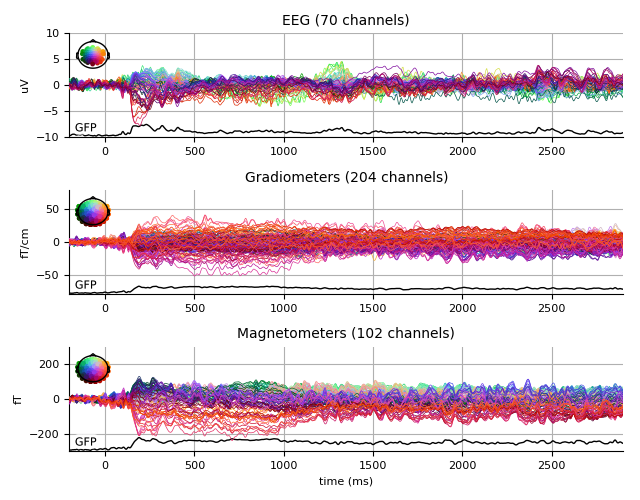 EEG (70 channels)
10
5
0
−5
−10
uV
GFP
0 500 1000 1500 2000 2500
Gradiometers (204 channels)
50
0
−50
fT/cm
GFP
0 500 1000 1500 2000 2500
Magnetometers (102 channels)
200
0
−200
fT
GFP
0 500 1000 1500 2000 2500
time (ms)